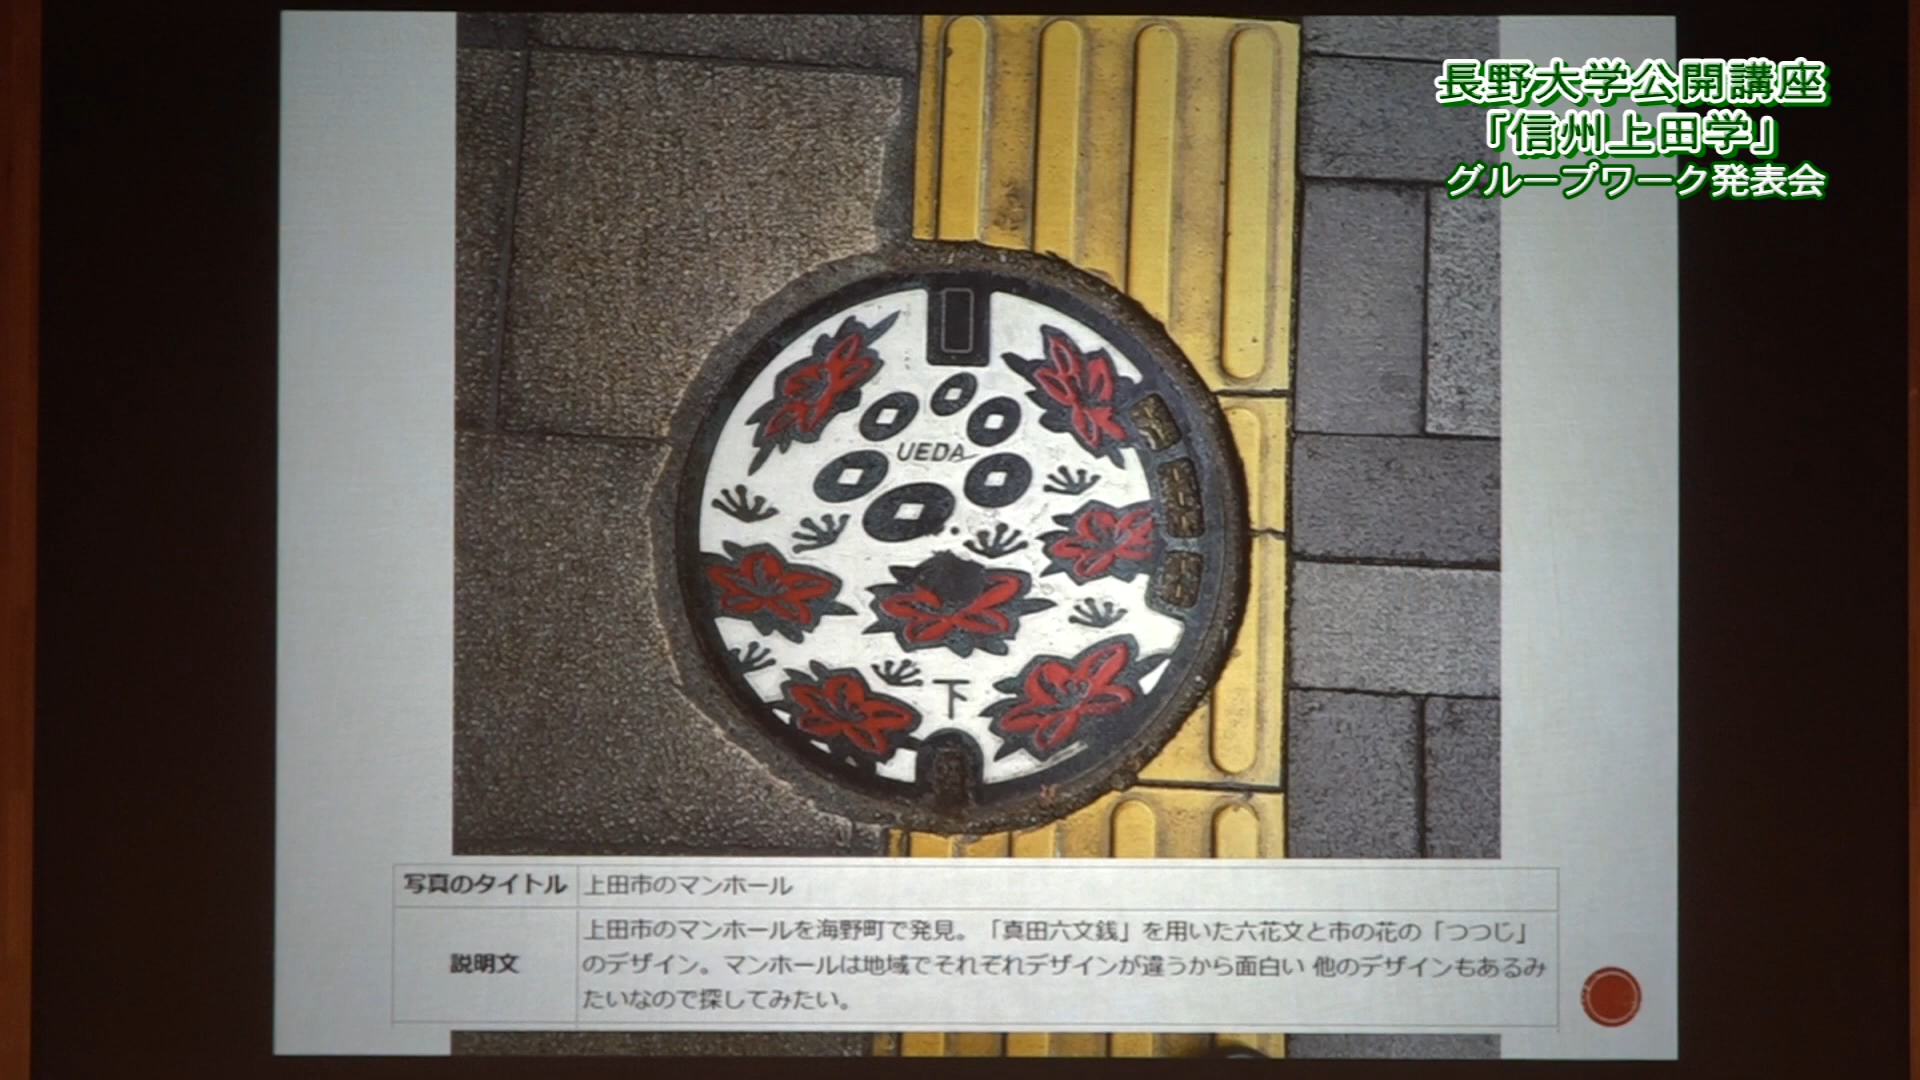 長野大学公開講座
「信州上田学」
グループワーク発表会
UEDA
下
写真のタイトル 上田市のマンホール
説明文 上田市のマンホールを海野町で発見。「真田六文銭」を用いた六花文と市の花の「つつじ」
のデザイン。マンホールは地域でそれぞれデザインが違うから面白い 他のデザインもあるみ
たいなので探してみたい。